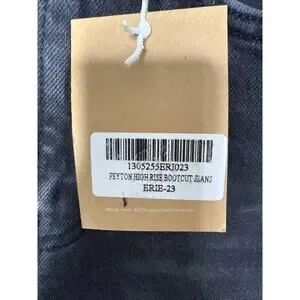 1305255ERI023
PEYTON HIGH RISE BOOTCUT JEANS
ERIE-23